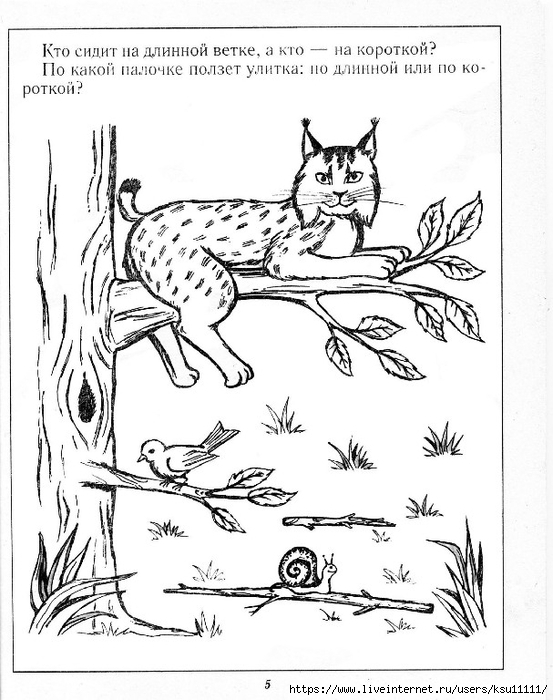 Кто сидит на длинной ветке, а кто — на короткой?
По какой палочке ползет улитка: по длинной или по ко-
роткой?
5
https://www.liveinternet.ru/users/ksu11111/